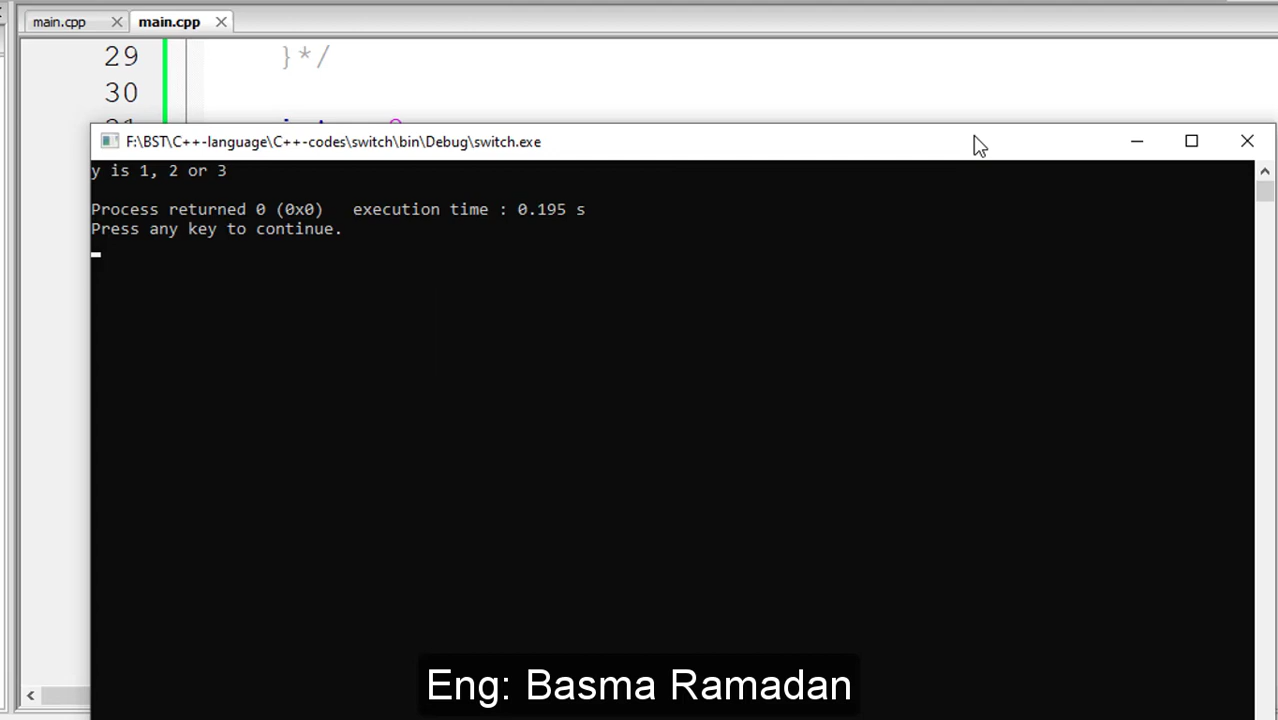 main.cpp
main.cpp
29 }*/
30
F:\BST\C++-language\C++-codes\switch\bin\Debug\switch.exe
y is 1, 2 or 3
Process returned 0 (0x0)   execution time : 0.195 s
Press any key to continue.
Eng: Basma Ramadan